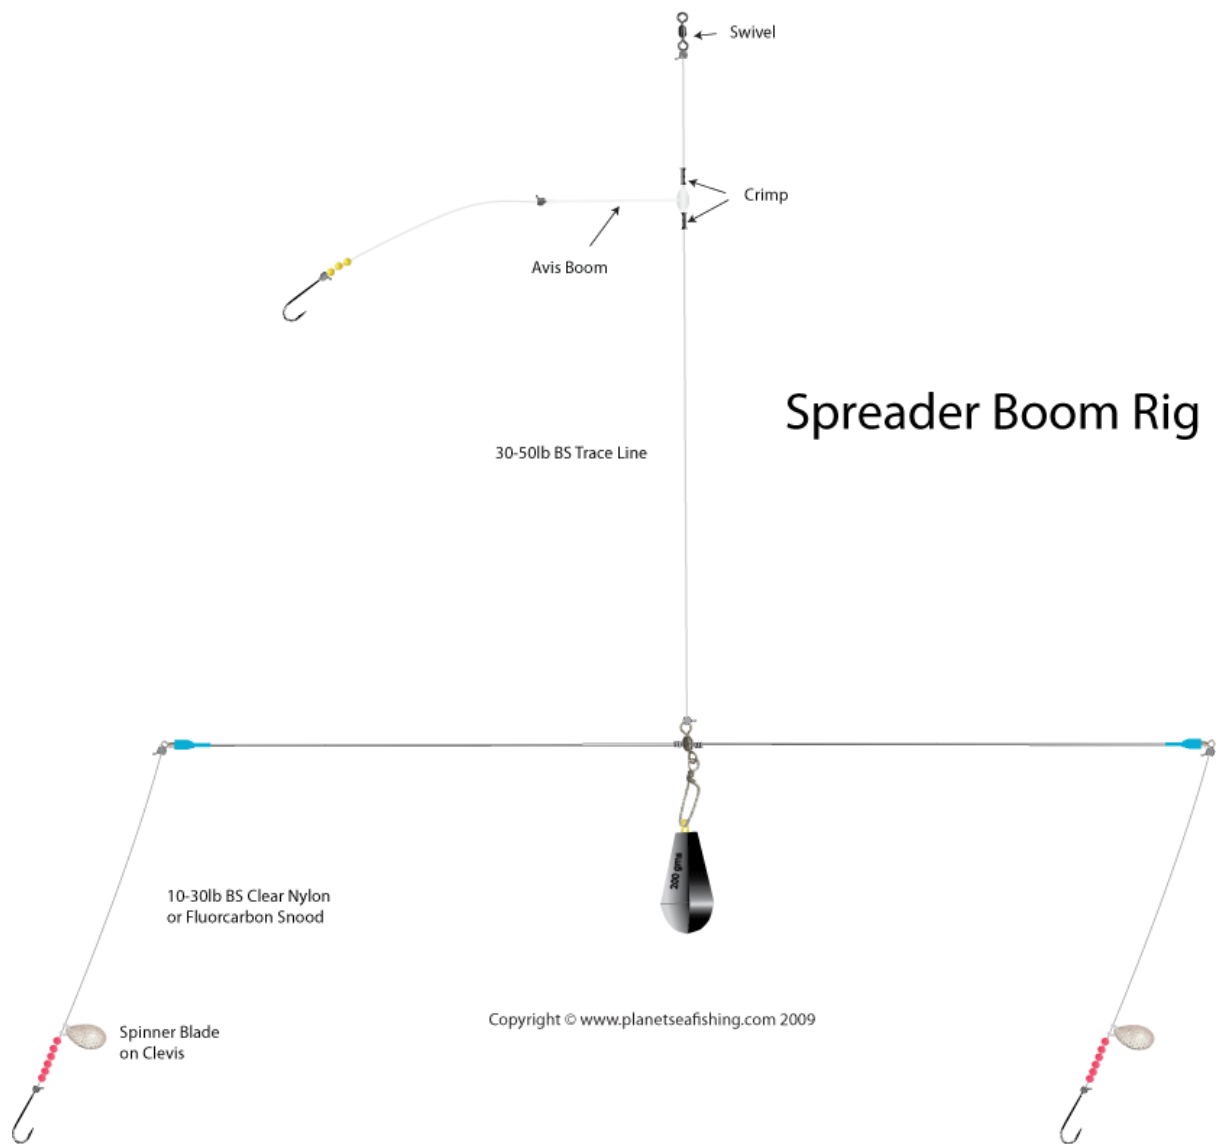 Swivel
Crimp
Avis Boom
Spreader Boom Rig
30-50lb BS Trace Line
200 gms
10-30lb BS Clear Nylon
or Fluorcarbon Snood
Copyright © www.planetseafishing.com 2009
Spinner Blade
on Clevis